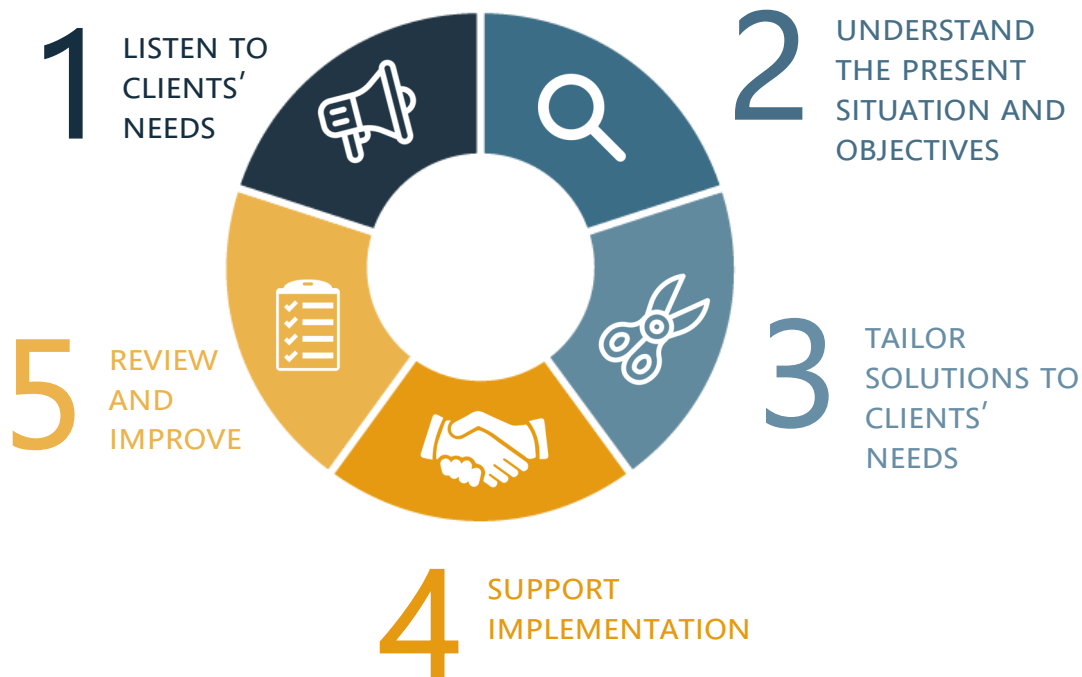 1
LISTEN TO
CLIENTS'
NEEDS
2
UNDERSTAND
THE PRESENT
SITUATION AND
OBJECTIVES
3
TAILOR
SOLUTIONS TO
CLIENTS'
NEEDS
4
SUPPORT
IMPLEMENTATION
5
REVIEW
AND
IMPROVE